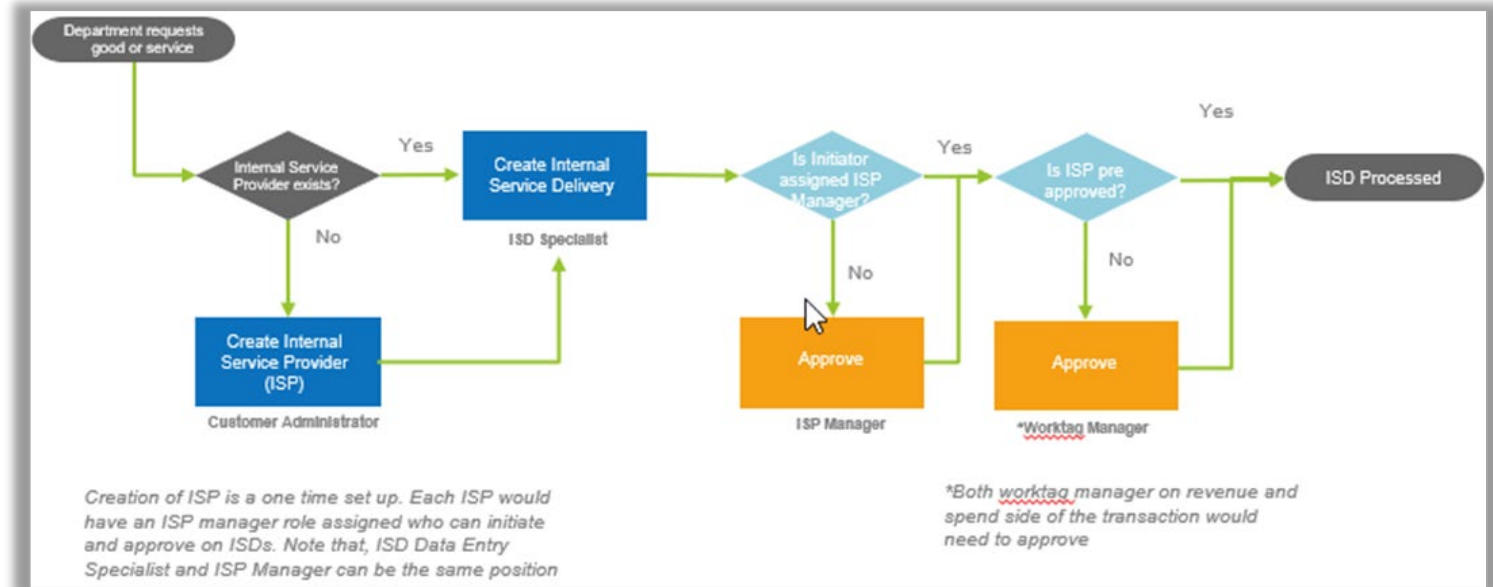 Department requests
good or service
Internal Service
Provider exists?
Yes
No
Create Internal
Service Delivery
ISD Specialist
Create Internal
Service Provider
(ISP)
Customer Administrator
Is Initiator
assigned ISP
Manager?
Yes
No
Approve
ISP Manager
Is ISP pre
approved?
Yes
No
Approve
*Worktag Manager
ISD Processed
Creation of ISP is a one time set up. Each ISP would
have an ISP manager role assigned who can initiate
and approve on ISDs. Note that, ISD Data Entry
Specialist and ISP Manager can be the same position
*Both worktag manager on revenue and
spend side of the transaction would
need to approve